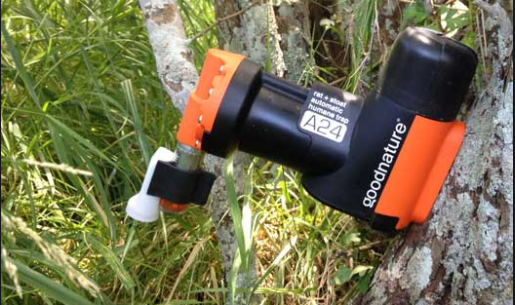 rat + stoat
automatic
humane trap
A24
goodnature®